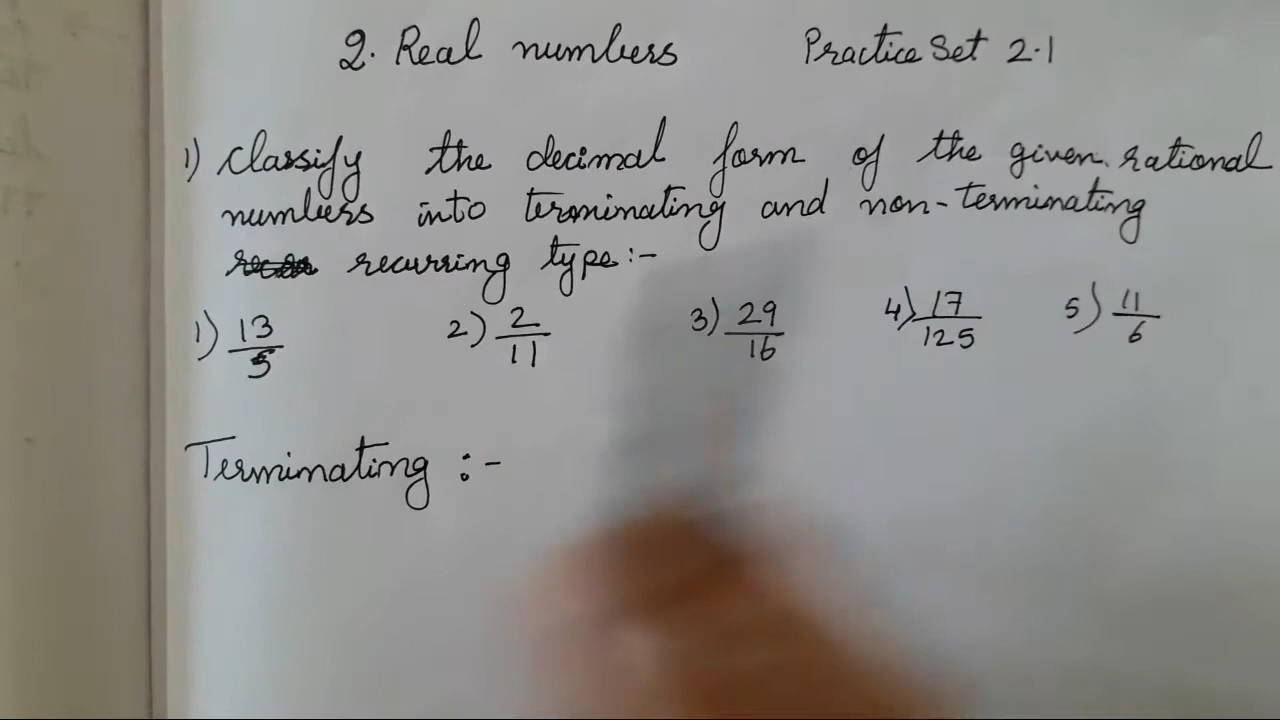 2. Real numbers Practice Set 2.1
1) Classify the decimal form of the given rational
numbers into terminating and non-terminating
recurring type:-
1) 13/5 2) 2/11 3) 29/16 4) 17/125 5) 11/6
Terminating :-